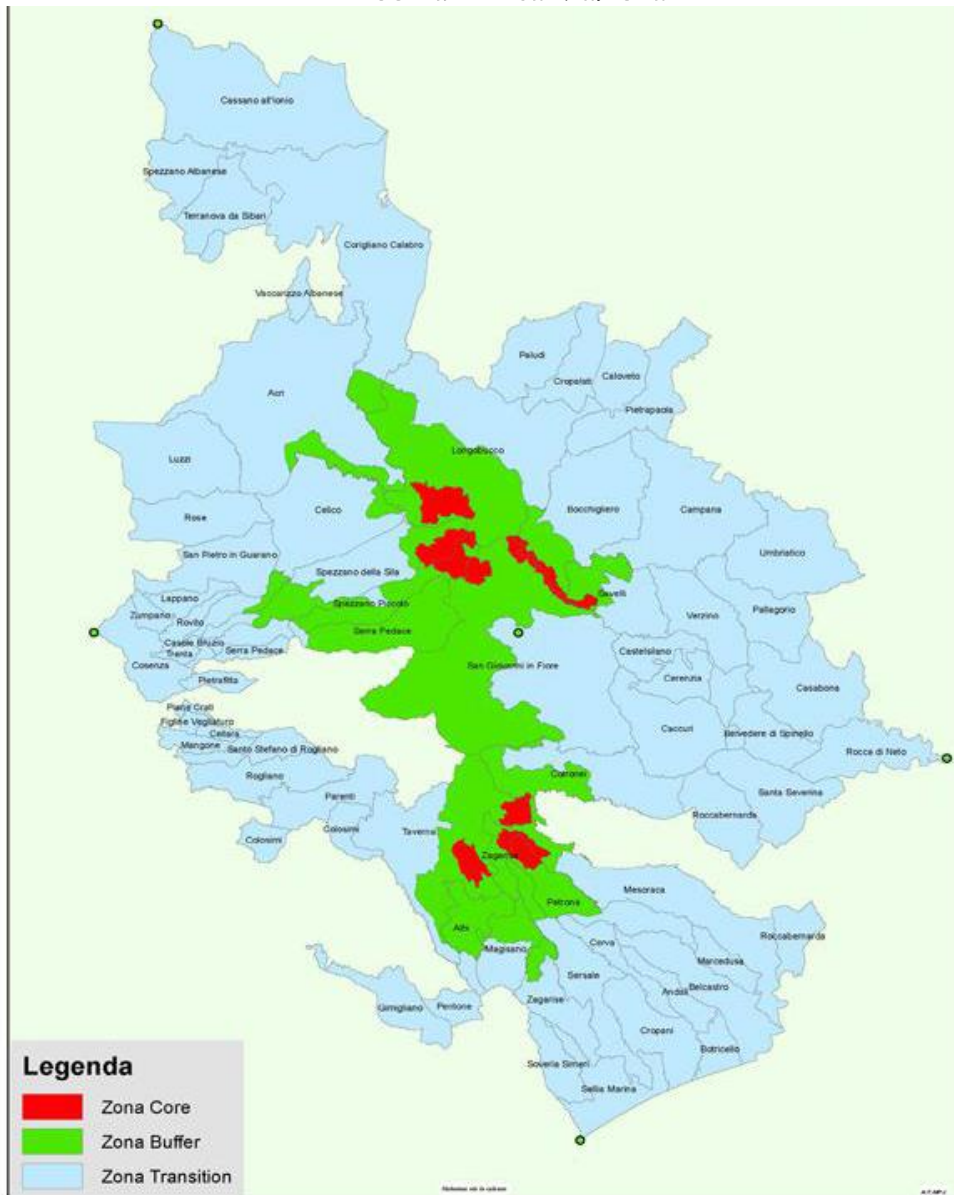 Cassano all'Ionio
Spezzano Albanese
Terranova da Sibari
Corigliano Calabro
Vaccarizzo Albanese
Paludi
Cropalati
Caloveto
Pietrapaola
Acri
Longobucco
Luzzi
Rose
Celico
Bocchigliero
Campana
Umbriatico
San Pietro in Guarano
Spezzano della Sila
Savelli
Lappano
Spezzano Piccolo
Zumpano
Rovito
Verzino
Pallagorio
Casole Bruzio
Trenta
Serra Pedace
Serra Pedace
Cosenza
Castelsilano
San Giovanni in Fiore
Cerenzia
Pietrafitta
Casabona
Piane Crati
Figline Vegliaturo
Cellara
Mangone
Santo Stefano di Rogliano
Caccuri
Belvedere di Spinello
Rocca di Neto
Rogliano
Cotronei
Santa Severina
Parenti
Colosimi
Colosimi
Taverna
Roccabernarda
Zagarise
Mesoraca
Petrona
Albi
Magisano
Cerva
Marcedusa
Roccabernarda
Sersale
Andali
Belcastro
Zagarise
Gimigliano
Pentone
Cropani
Botricello
Soveria Simeri
Sellia Marina
Legenda
Zona Core
Zona Buffer
Zona Transition